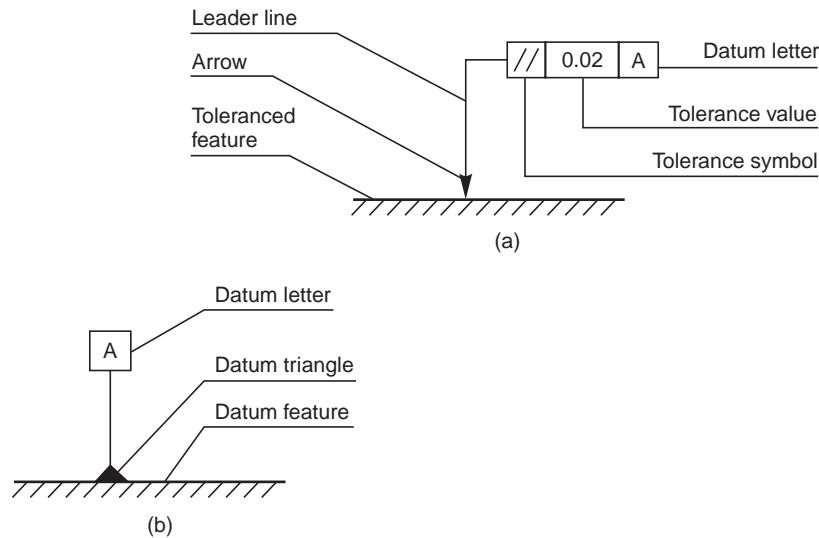 Leader line
Arrow
Toleranced
feature
// 0.02 A
Datum letter
Tolerance value
Tolerance symbol
(a)
Datum letter
A
Datum triangle
Datum feature
(b)